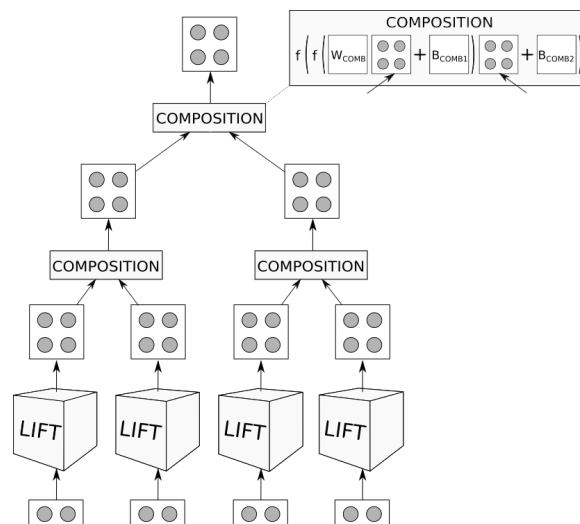 COMPOSITION
f ( f ( W COMB + B COMB1 ) + B COMB2 )
COMPOSITION
COMPOSITION COMPOSITION
LIFT LIFT LIFT LIFT